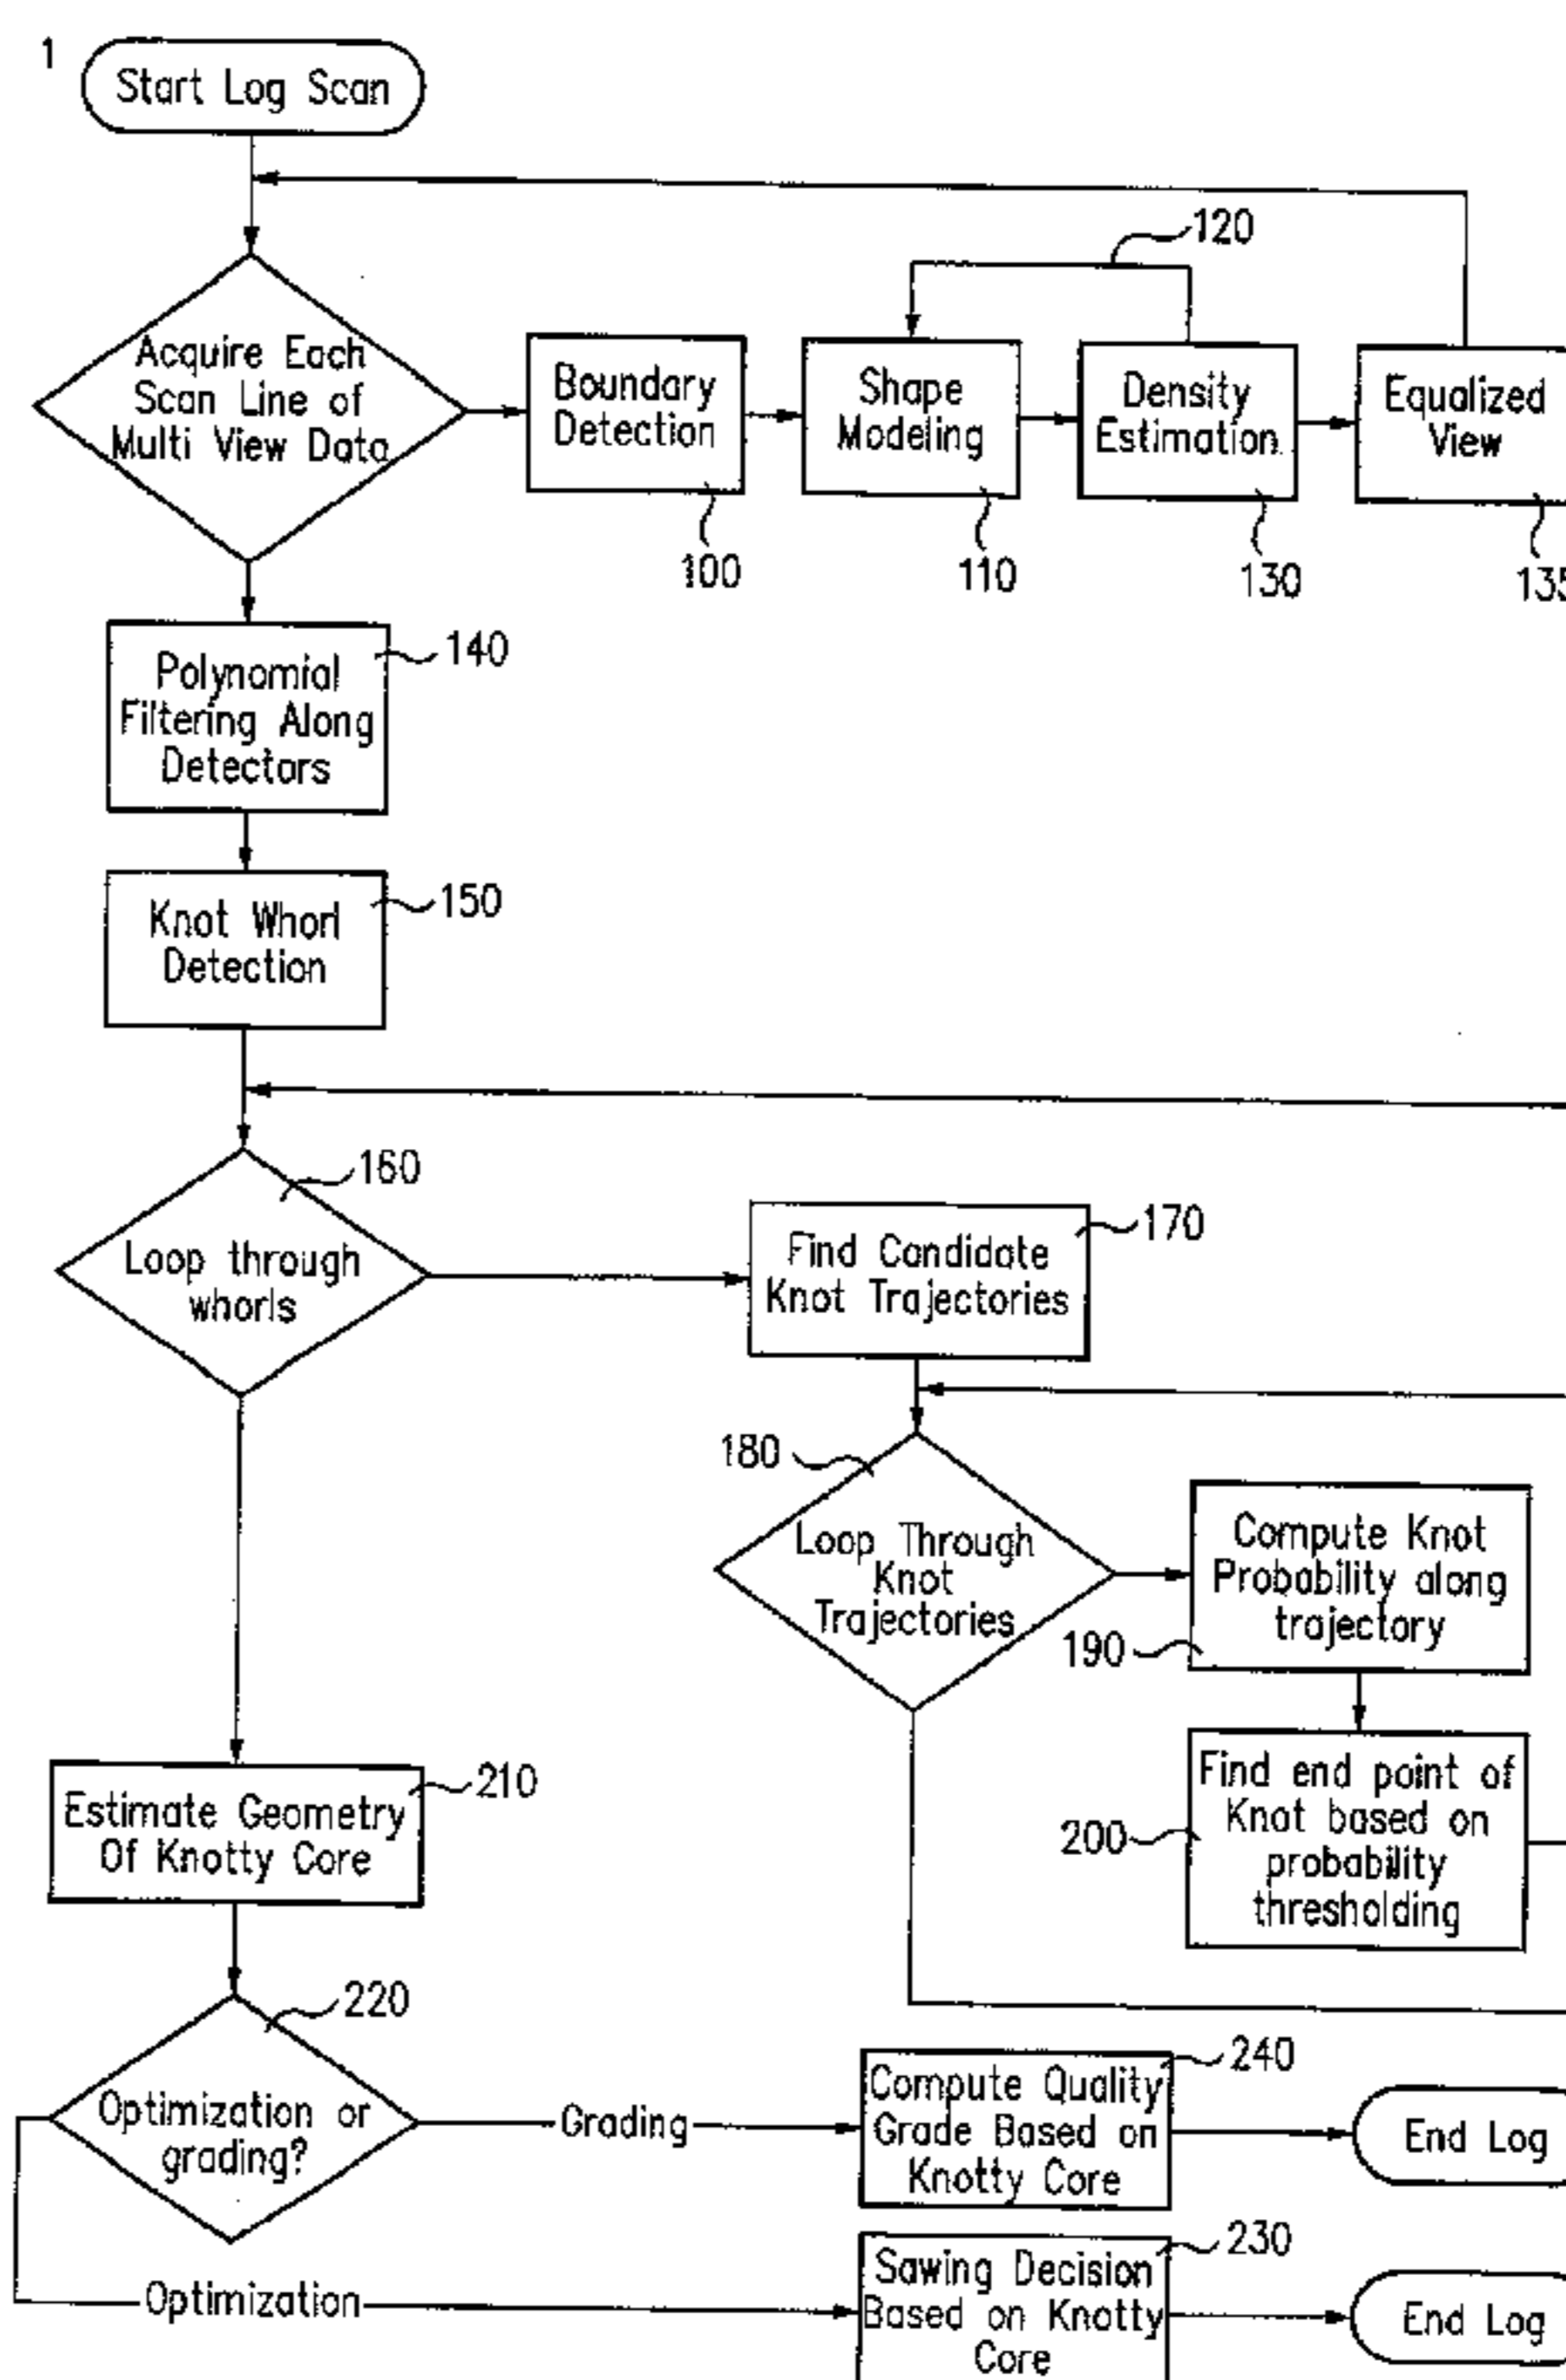 1
Start Log Scan
120
Acquire Each
Scan Line of
Multi View Data
Boundary
Detection
Shape
Modeling
Density
Estimation
Equalized
View
100
110
130
135
140
Polynomial
Filtering Along
Detectors
150
Knot Whorl
Detection
160
Loop through
whorls
170
Find Candidate
Knot Trajectories
180
Loop Through
Knot
Trajectories
Compute Knot
Probability along
trajectory
190
Find end point of
Knot based on
probability
thresholding
200
210
Estimate Geometry
Of Knotty Core
220
Optimization or
grading?
Grading
240
Compute Quality
Grade Based on
Knotty Core
End Log
Optimization
230
Sawing Decision
Based on Knotty
Core
End Log